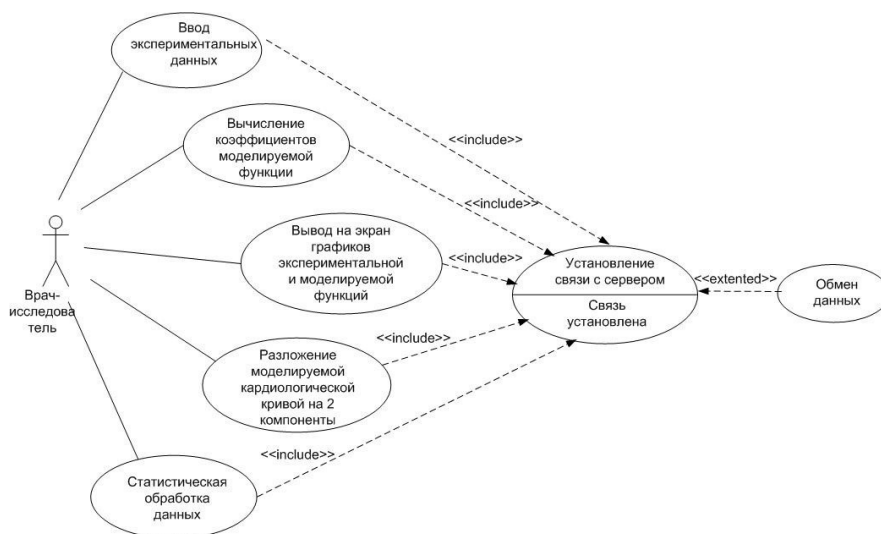 Ввод
экспериментальных
данных
<<include>>
Вычисление
коэффициентов
моделируемой
функции
<<include>>
Вывод на экран
графиков
экспериментальной
и моделируемой
функций
<<include>>
Установление
связи с сервером
Связь
установлена
<<extented>>
Обмен
данных
Врач-
исследова
тель
<<include>>
Разложение
моделируемой
кардиологической
кривой на 2
компоненты
<<include>>
Статистическая
обработка
данных